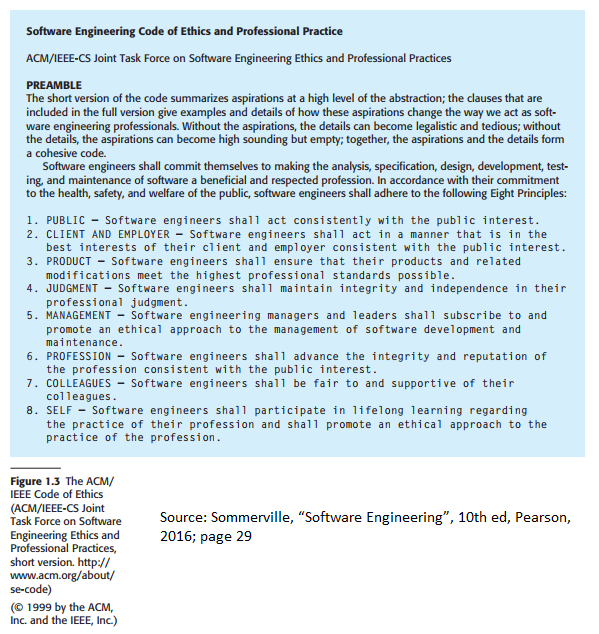 Software Engineering Code of Ethics and Professional Practice
ACM/IEEE-CS Joint Task Force on Software Engineering Ethics and Professional Practices
PREAMBLE
The short version of the code summarizes aspirations at a high level of the abstraction; the clauses that are
included in the full version give examples and details of how these aspirations change the way we act as soft-
ware engineering professionals. Without the aspirations, the details can become legalistic and tedious; without
the details, the aspirations can become high sounding but empty; together, the aspirations and the details form
a cohesive code.
Software engineers shall commit themselves to making the analysis, specification, design, development, test-
ing, and maintenance of software a beneficial and respected profession. In accordance with their commitment
to the health, safety, and welfare of the public, software engineers shall adhere to the following Eight Principles:
1. PUBLIC — Software engineers shall act consistently with the public interest.
2. CLIENT AND EMPLOYER — Software engineers shall act in a manner that is in the
best interests of their client and employer consistent with the public interest.
3. PRODUCT — Software engineers shall ensure that their products and related
modifications meet the highest professional standards possible.
4. JUDGMENT — Software engineers shall maintain integrity and independence in their
professional judgment.
5. MANAGEMENT — Software engineering managers and leaders shall subscribe to and
promote an ethical approach to the management of software development and
maintenance.
6. PROFESSION — Software engineers shall advance the integrity and reputation of
the profession consistent with the public interest.
7. COLLEAGUES — Software engineers shall be fair to and supportive of their
colleagues.
8. SELF — Software engineers shall participate in lifelong learning regarding
the practice of their profession and shall promote an ethical approach to the
practice of the profession.
Figure 1.3 The ACM/
IEEE Code of Ethics
(ACM/IEEE-CS Joint
Task Force on Software
Engineering Ethics and
Professional Practices,
short version. http://
www.acm.org/about/
se-code)
(© 1999 by the ACM,
Inc. and the IEEE, Inc.)
Source: Sommerville, “Software Engineering”, 10th ed, Pearson,
2016; page 29